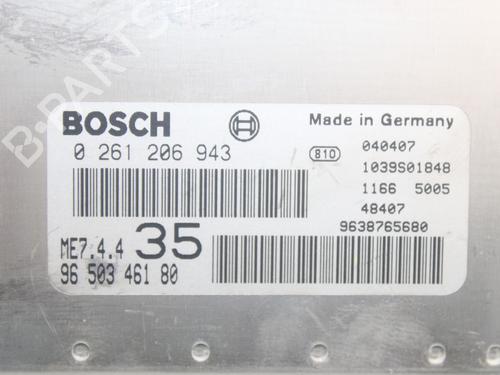 B-PARTS
BOSCH
Made in Germany
0 261 206 943
B10
040407
1039S01848
1166 5005
48407
9638765680
ME7.4.4 35
96 503 461 80